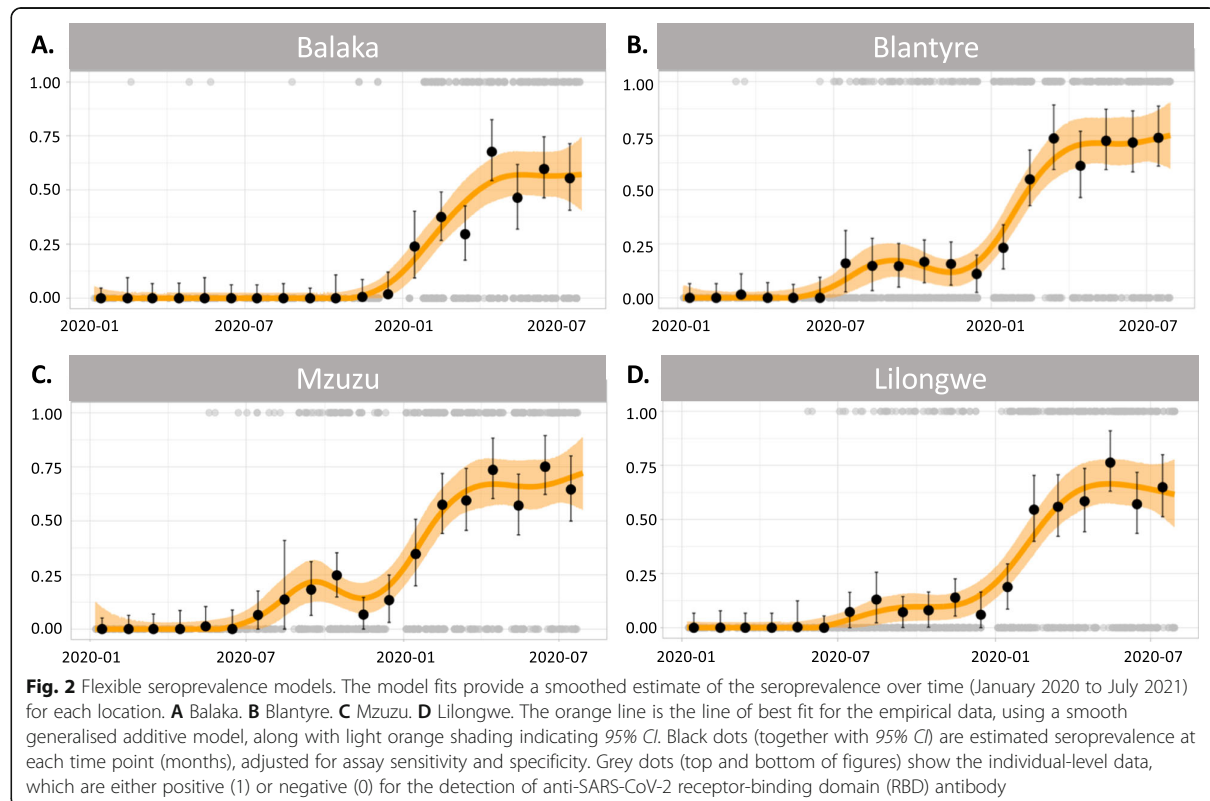 A.
Balaka
1.00
0.75
0.50
0.25
0.00
2020-01
2020-07
2020-01
2020-07
B.
Blantyre
1.00
0.75
0.50
0.25
0.00
2020-01
2020-07
2020-01
2020-07
C.
Mzuzu
1.00
0.75
0.50
0.25
0.00
2020-01
2020-07
2020-01
2020-07
D.
Lilongwe
1.00
0.75
0.50
0.25
0.00
2020-01
2020-07
2020-01
2020-07
Fig. 2 Flexible seroprevalence models. The model fits provide a smoothed estimate of the seroprevalence over time (January 2020 to July 2021)
for each location. A Balaka. B Blantyre. C Mzuzu. D Lilongwe. The orange line is the line of best fit for the empirical data, using a smooth
generalised additive model, along with light orange shading indicating 95% CI. Black dots (together with 95% CI) are estimated seroprevalence at
each time point (months), adjusted for assay sensitivity and specificity. Grey dots (top and bottom of figures) show the individual-level data,
which are either positive (1) or negative (0) for the detection of anti-SARS-CoV-2 receptor-binding domain (RBD) antibody